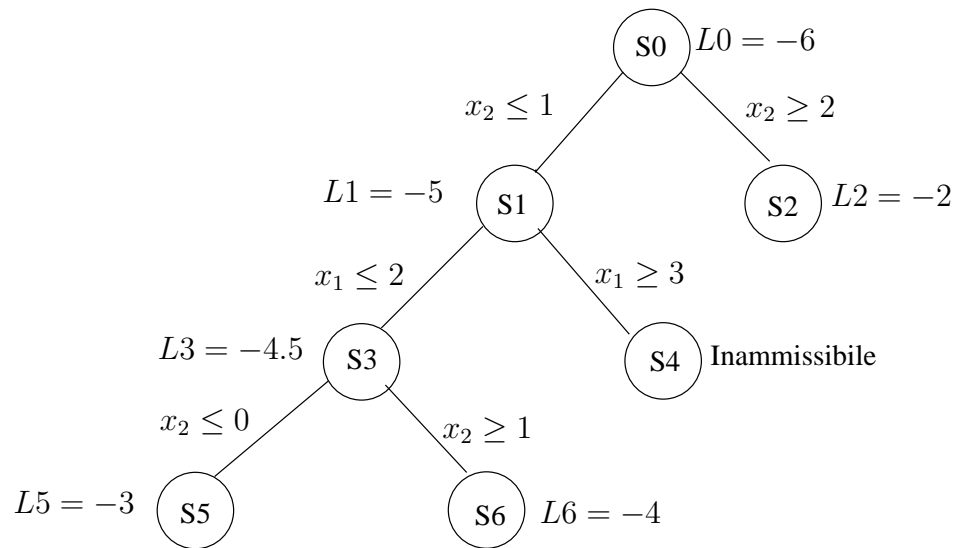 S0 L0 = −6
x₂ ≤ 1 x₂ ≥ 2
L1 = −5 S1 S2 L2 = −2
x₁ ≤ 2 x₁ ≥ 3
L3 = −4.5 S3 S4 Inammissibile
x₂ ≤ 0 x₂ ≥ 1
L5 = −3 S5 S6 L6 = −4